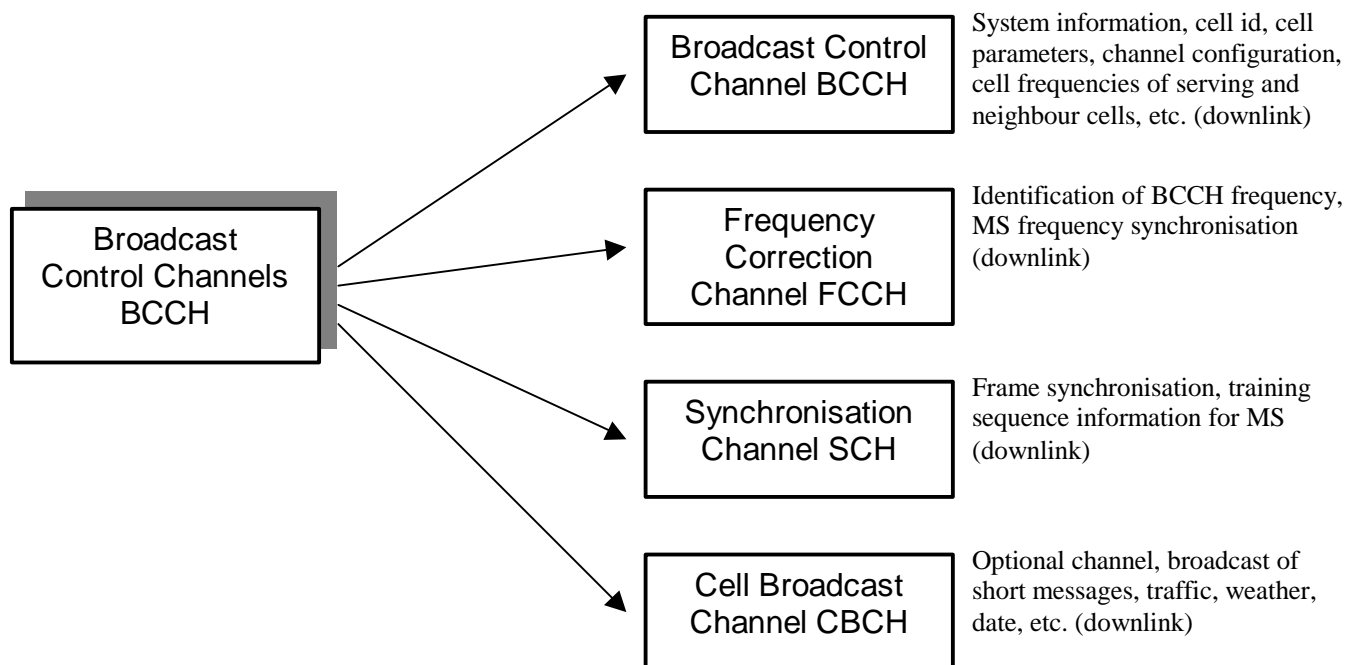 Broadcast
Control Channels
BCCH
Broadcast Control
Channel BCCH
System information, cell id, cell
parameters, channel configuration,
cell frequencies of serving and
neighbour cells, etc. (downlink)
Frequency
Correction
Channel FCCH
Identification of BCCH frequency,
MS frequency synchronisation
(downlink)
Synchronisation
Channel SCH
Frame synchronisation, training
sequence information for MS
(downlink)
Cell Broadcast
Channel CBCH
Optional channel, broadcast of
short messages, traffic, weather,
date, etc. (downlink)